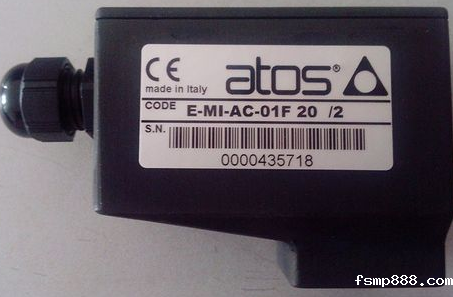 CE atos®
made in Italy
CODE E-MI-AC-01F 20 /2
S.N.
0000435718
fsmp888.com